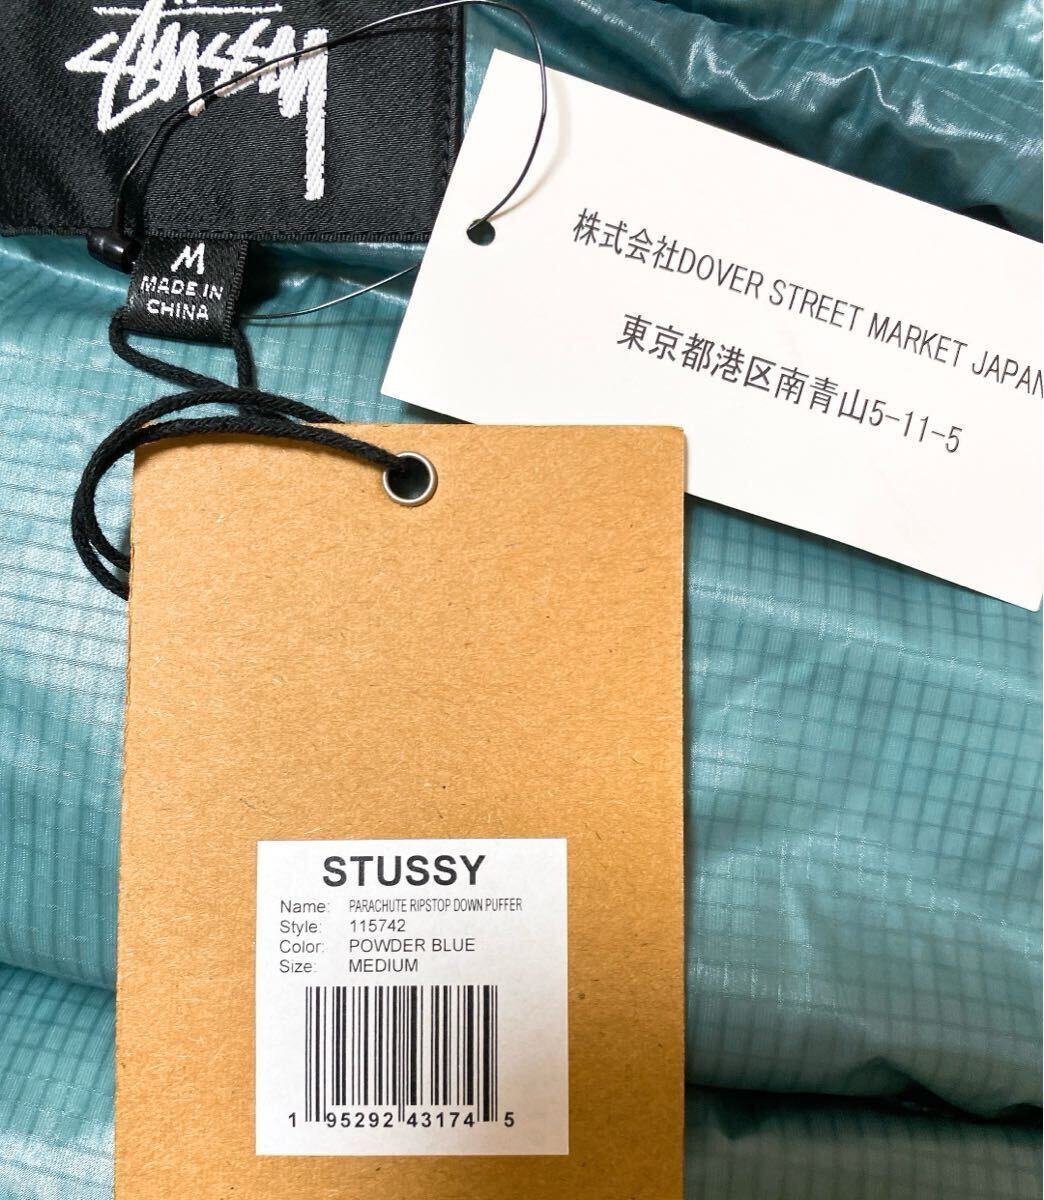 STUSSY
M
MADE IN
CHINA
株式会社DOVER STREET MARKET JAPAN
東京都港区南青山5-11-5
STUSSY
Name: PARACHUTE RIPSTOP DOWN PUFFER
Style: 115742
Color: POWDER BLUE
Size: MEDIUM
1 95292 43174 5